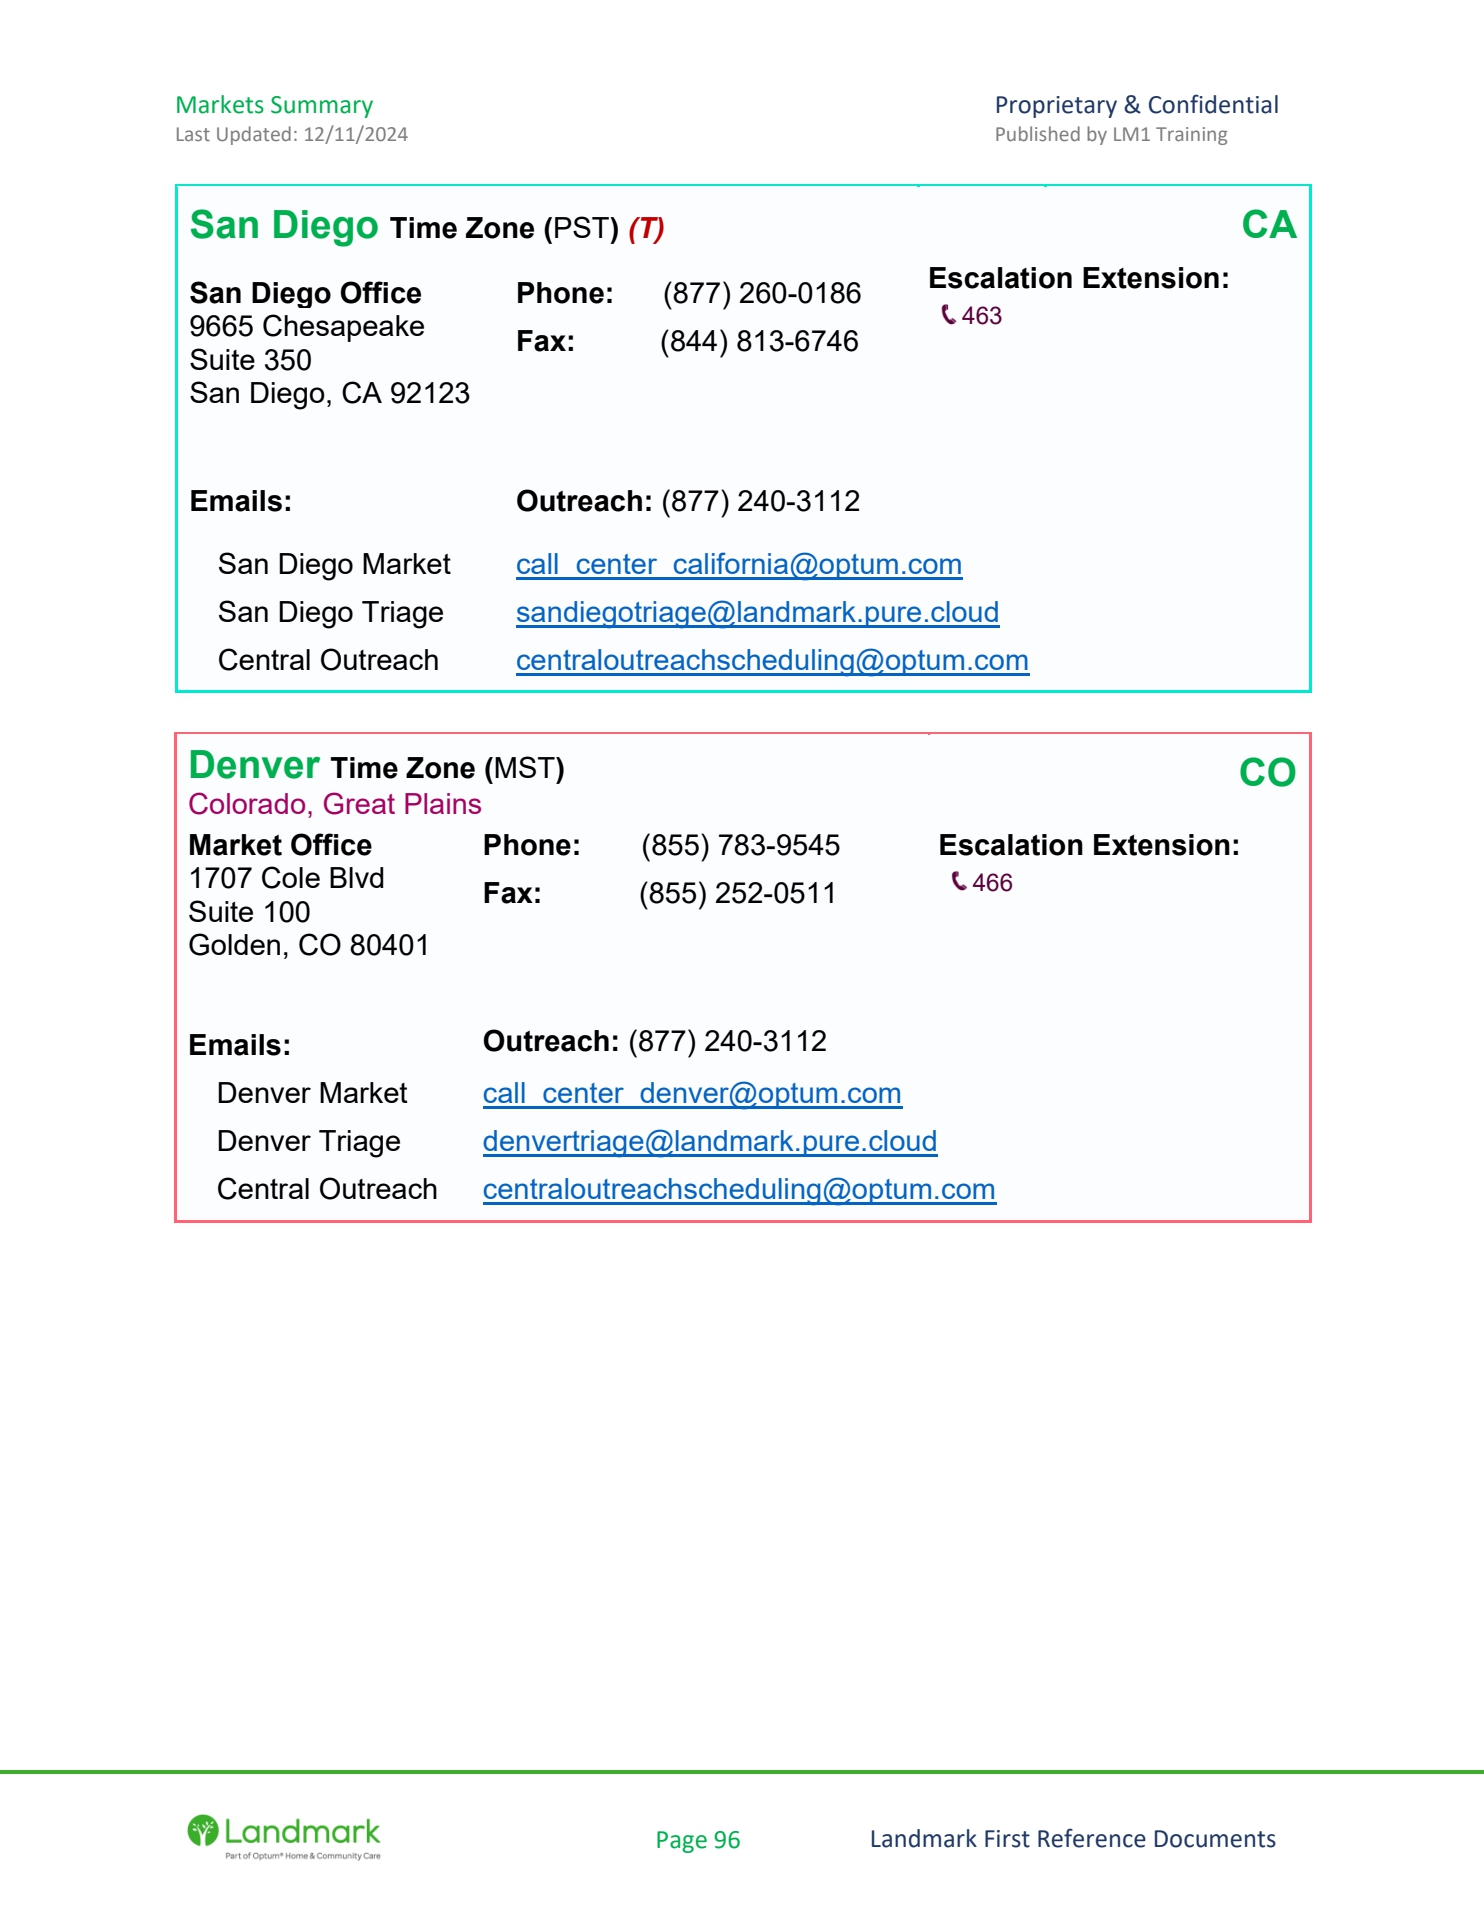 Markets Summary
Last Updated: 12/11/2024
Proprietary & Confidential
Published by LM1 Training
San Diego Time Zone (PST) (T)
CA
San Diego Office
9665 Chesapeake
Suite 350
San Diego, CA 92123
Phone: (877) 260-0186
Fax: (844) 813-6746
Escalation Extension:
463
Emails:
Outreach: (877) 240-3112
San Diego Market call_center_california@optum.com
San Diego Triage sandiegotriage@landmark.pure.cloud
Central Outreach centraloutreachscheduling@optum.com
Denver Time Zone (MST)
CO
Colorado, Great Plains
Market Office
1707 Cole Blvd
Suite 100
Golden, CO 80401
Phone: (855) 783-9545
Fax: (855) 252-0511
Escalation Extension:
466
Emails:
Outreach: (877) 240-3112
Denver Market call_center_denver@optum.com
Denver Triage denvertriage@landmark.pure.cloud
Central Outreach centraloutreachscheduling@optum.com
Landmark
Part of Optum® Home & Community Care
Page 96
Landmark First Reference Documents